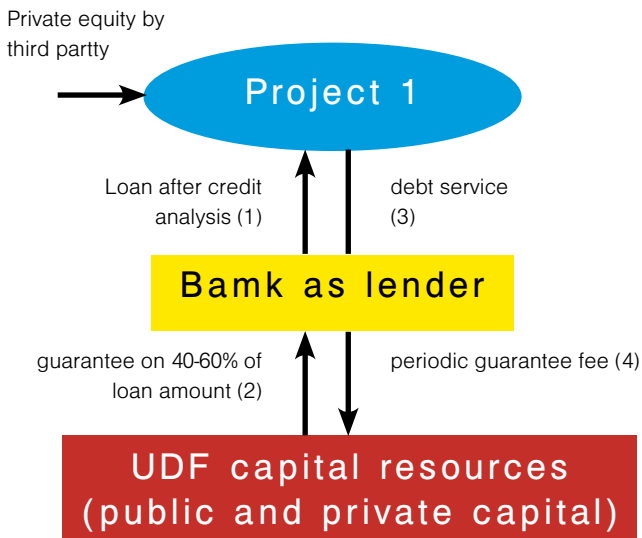 Private equity by
third partty
Project 1
Loan after credit
analysis (1)
debt service
(3)
Bamk as lender
guarantee on 40-60% of
loan amount (2)
periodic guarantee fee (4)
UDF capital resources
(public and private capital)